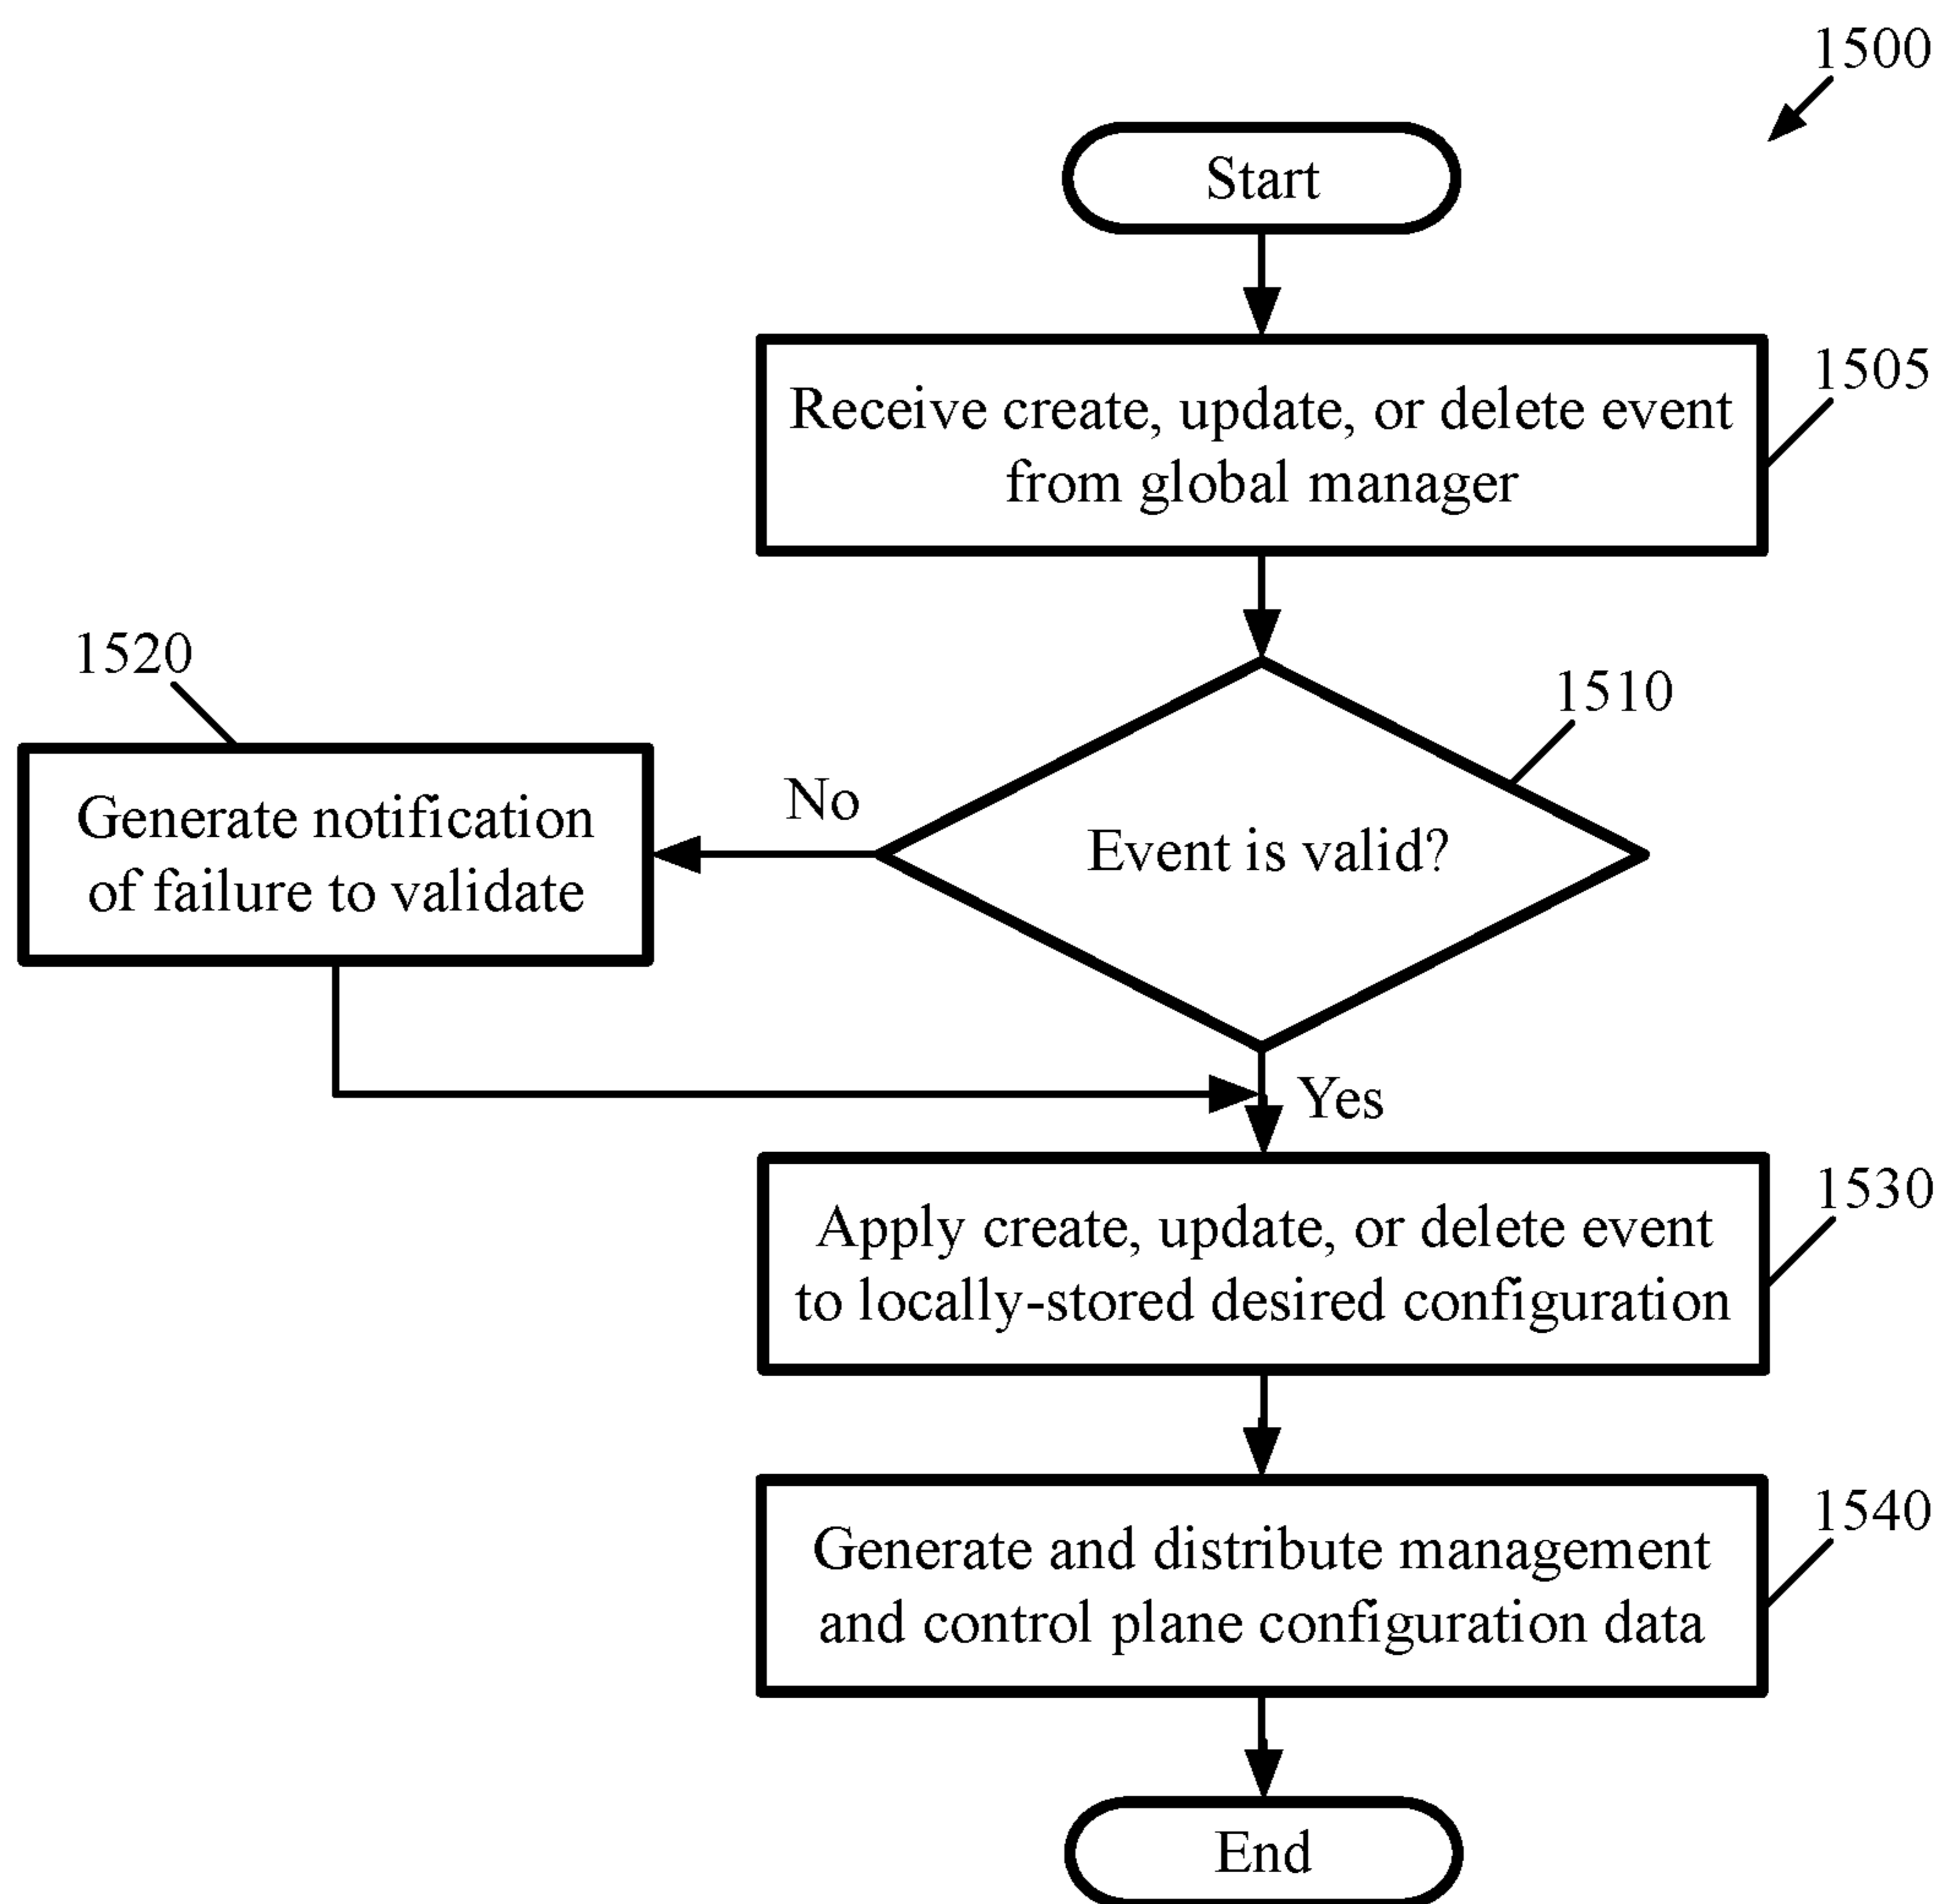 1500
Start
1505
Receive create, update, or delete event
from global manager
1520
1510
No
Generate notification
of failure to validate
Event is valid?
Yes
1530
Apply create, update, or delete event
to locally-stored desired configuration
1540
Generate and distribute management
and control plane configuration data
End